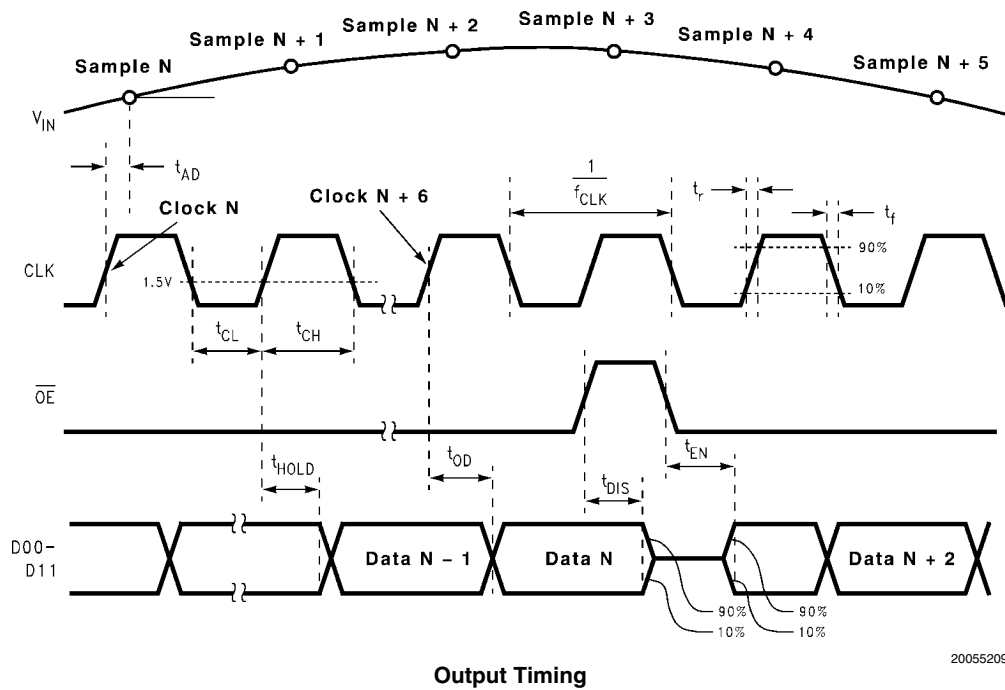 Sample N
Sample N + 1
Sample N + 2
Sample N + 3
Sample N + 4
Sample N + 5
VIN
tAD
Clock N
Clock N + 6
1
fCLK
tr
tf
CLK
1.5V
90%
10%
tCL
tCH
OE
tHOLD
tOD
tDIS
tEN
D00-
D11
Data N – 1
Data N
Data N + 2
90%
10%
90%
10%
20055209
Output Timing